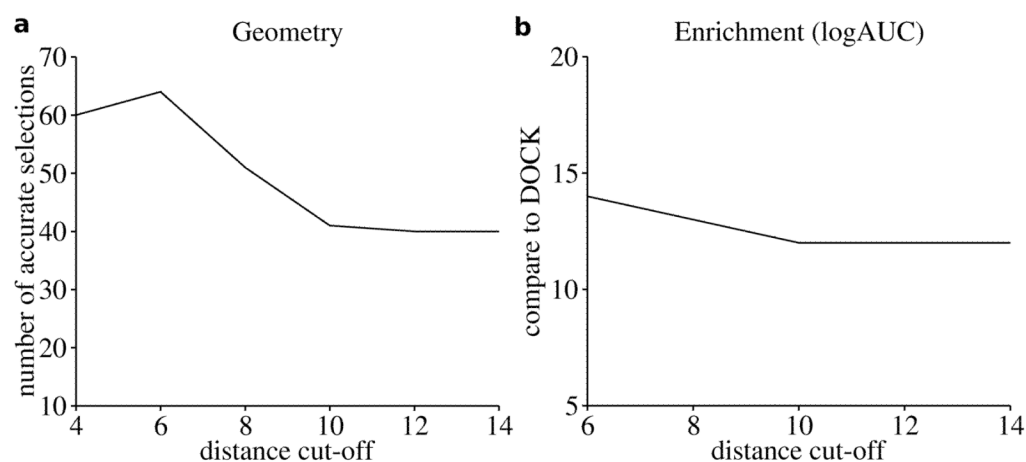 a
Geometry
number of accurate selections
70
60
50
40
30
20
10
4 6 8 10 12 14
distance cut-off
b
Enrichment (logAUC)
compare to DOCK
20
15
10
5
6 8 10 12 14
distance cut-off